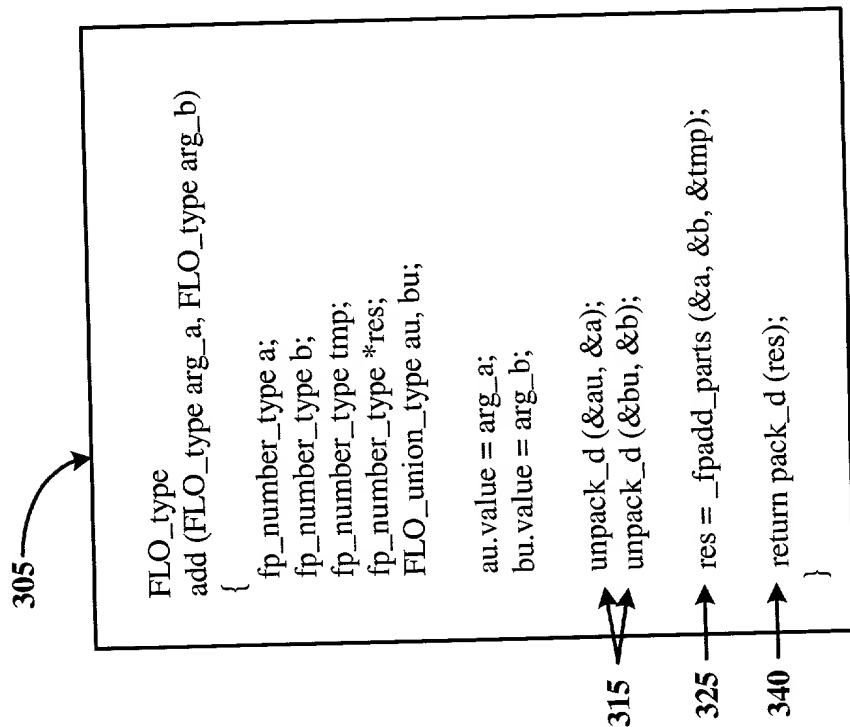 305
FLO_type
add (FLO_type arg_a, FLO_type arg_b)
{
fp_number_type a;
fp_number_type b;
fp_number_type tmp;
fp_number_type *res;
FLO_union_type au, bu;
au.value = arg_a;
bu.value = arg_b;
315
unpack_d (&au, &a);
unpack_d (&bu, &b);
325
res = _fpadd_parts (&a, &b, &tmp);
340
return pack_d (res);
}